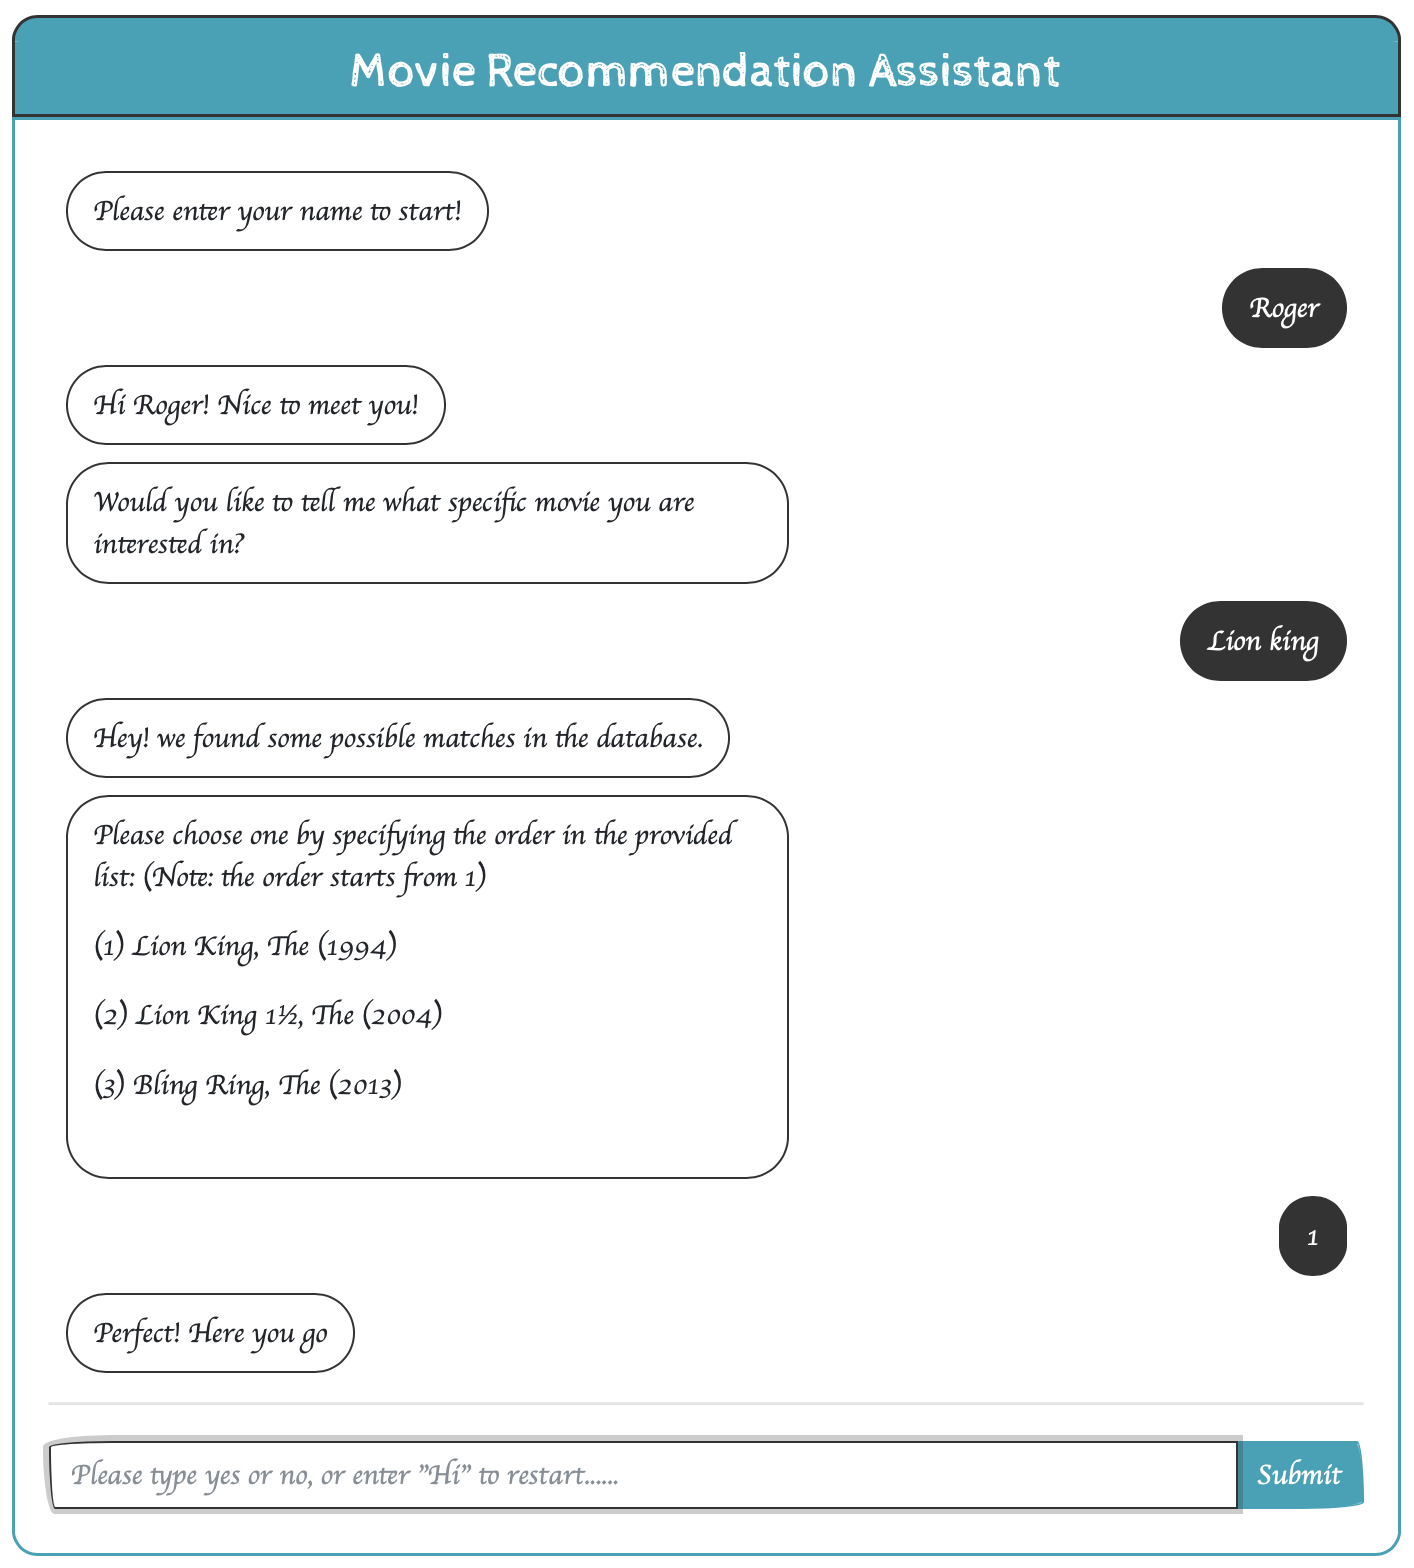 Movie Recommendation Assistant
Please enter your name to start!
Roger
Hi Roger! Nice to meet you!
Would you like to tell me what specific movie you are
interested in?
Lion king
Hey! we found some possible matches in the database.
Please choose one by specifying the order in the provided
list: (Note: the order starts from 1)
(1) Lion King, The (1994)
(2) Lion King 1½, The (2004)
(3) Bling Ring, The (2013)
1
Perfect! Here you go
Please type yes or no, or enter "Hi" to restart......
Submit